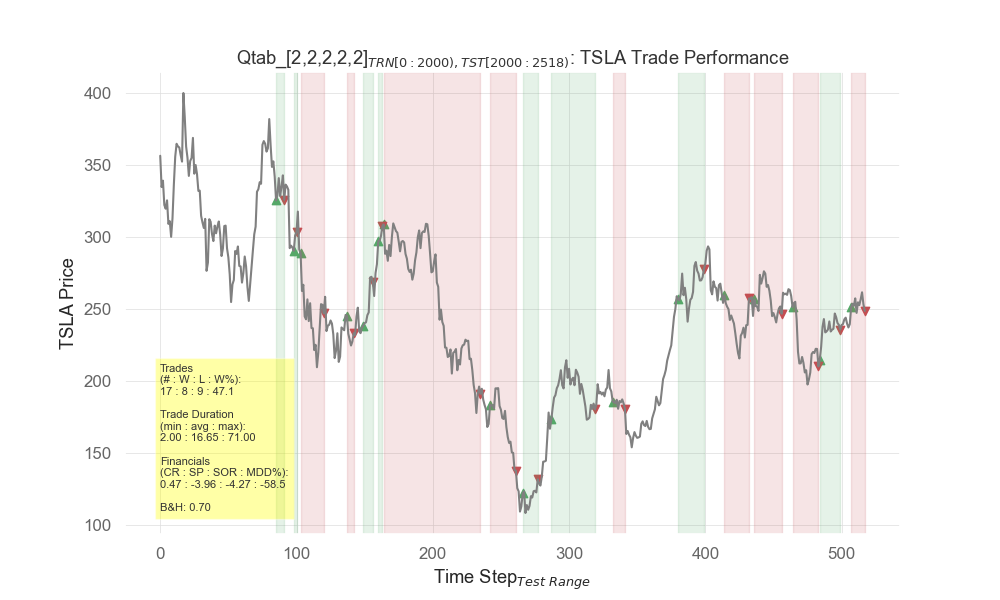 Qtab_[2,2,2,2,2]TRN[0 : 2000), TST[2000 : 2518): TSLA Trade Performance
400
350
300
250
200
150
100
TSLA Price
Trades
(# : W : L : W%):
17 : 8 : 9 : 47.1
Trade Duration
(min : avg : max):
2.00 : 16.65 : 71.00
Financials
(CR : SP : SOR : MDD%):
0.47 : -3.96 : -4.27 : -58.5
B&H: 0.70
0 100 200 300 400 500
Time StepTest Range